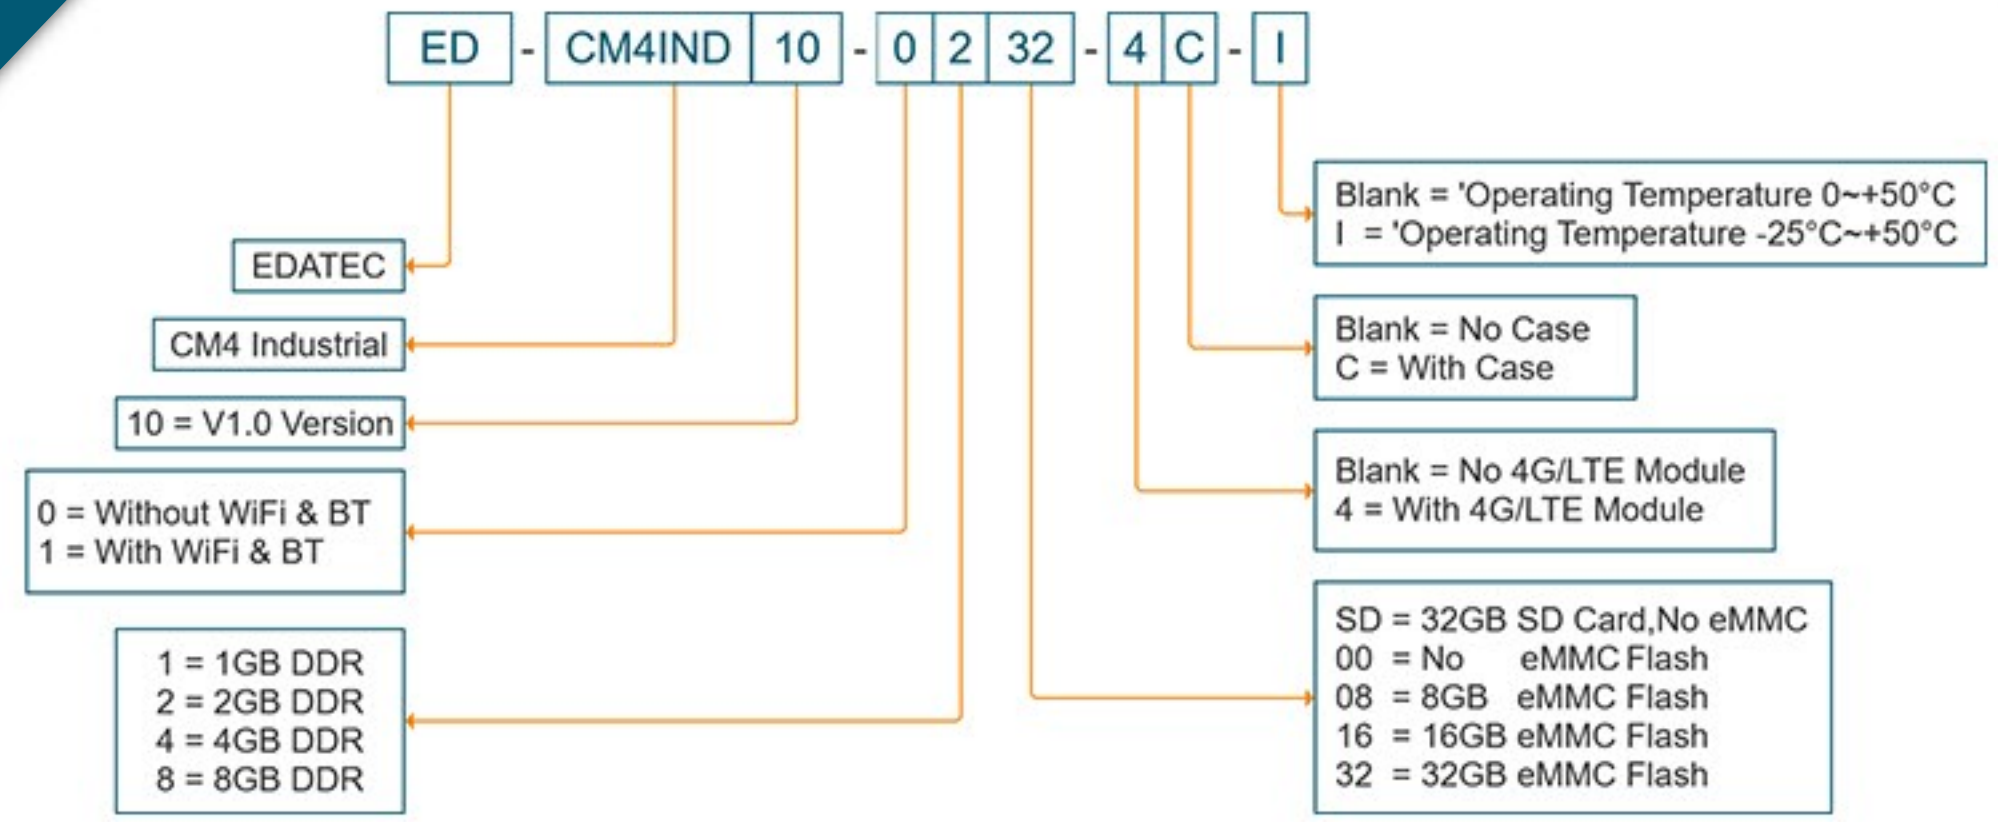 ED - CM4IND 10 - 0 2 32 - 4 C - I
EDATEC
CM4 Industrial
10 = V1.0 Version
0 = Without WiFi & BT
1 = With WiFi & BT
1 = 1GB DDR
2 = 2GB DDR
4 = 4GB DDR
8 = 8GB DDR
Blank = 'Operating Temperature 0~+50°C
I = 'Operating Temperature -25°C~+50°C
Blank = No Case
C = With Case
Blank = No 4G/LTE Module
4 = With 4G/LTE Module
SD = 32GB SD Card,No eMMC
00 = No eMMC Flash
08 = 8GB eMMC Flash
16 = 16GB eMMC Flash
32 = 32GB eMMC Flash